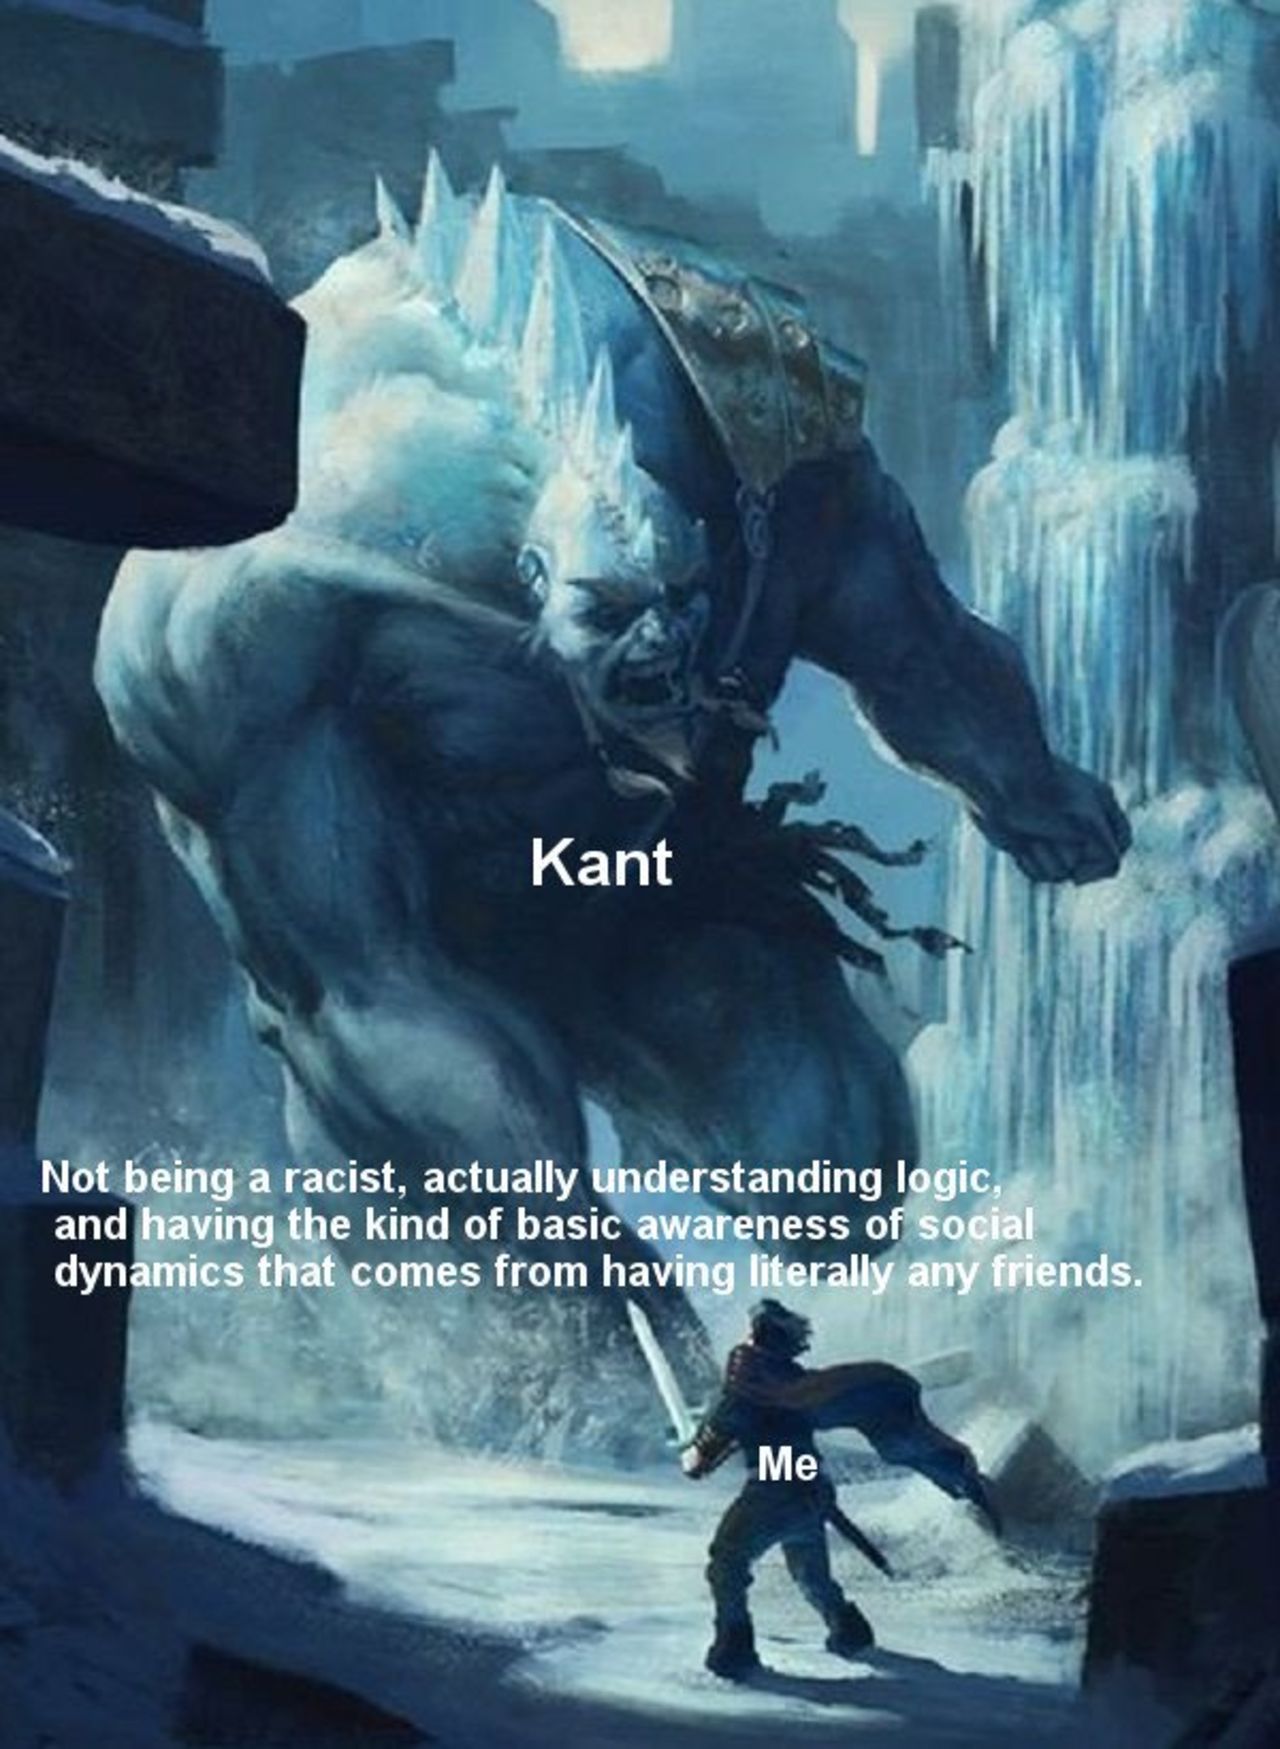 Kant
Not being a racist, actually understanding logic,
and having the kind of basic awareness of social
dynamics that comes from having literally any friends.
Me